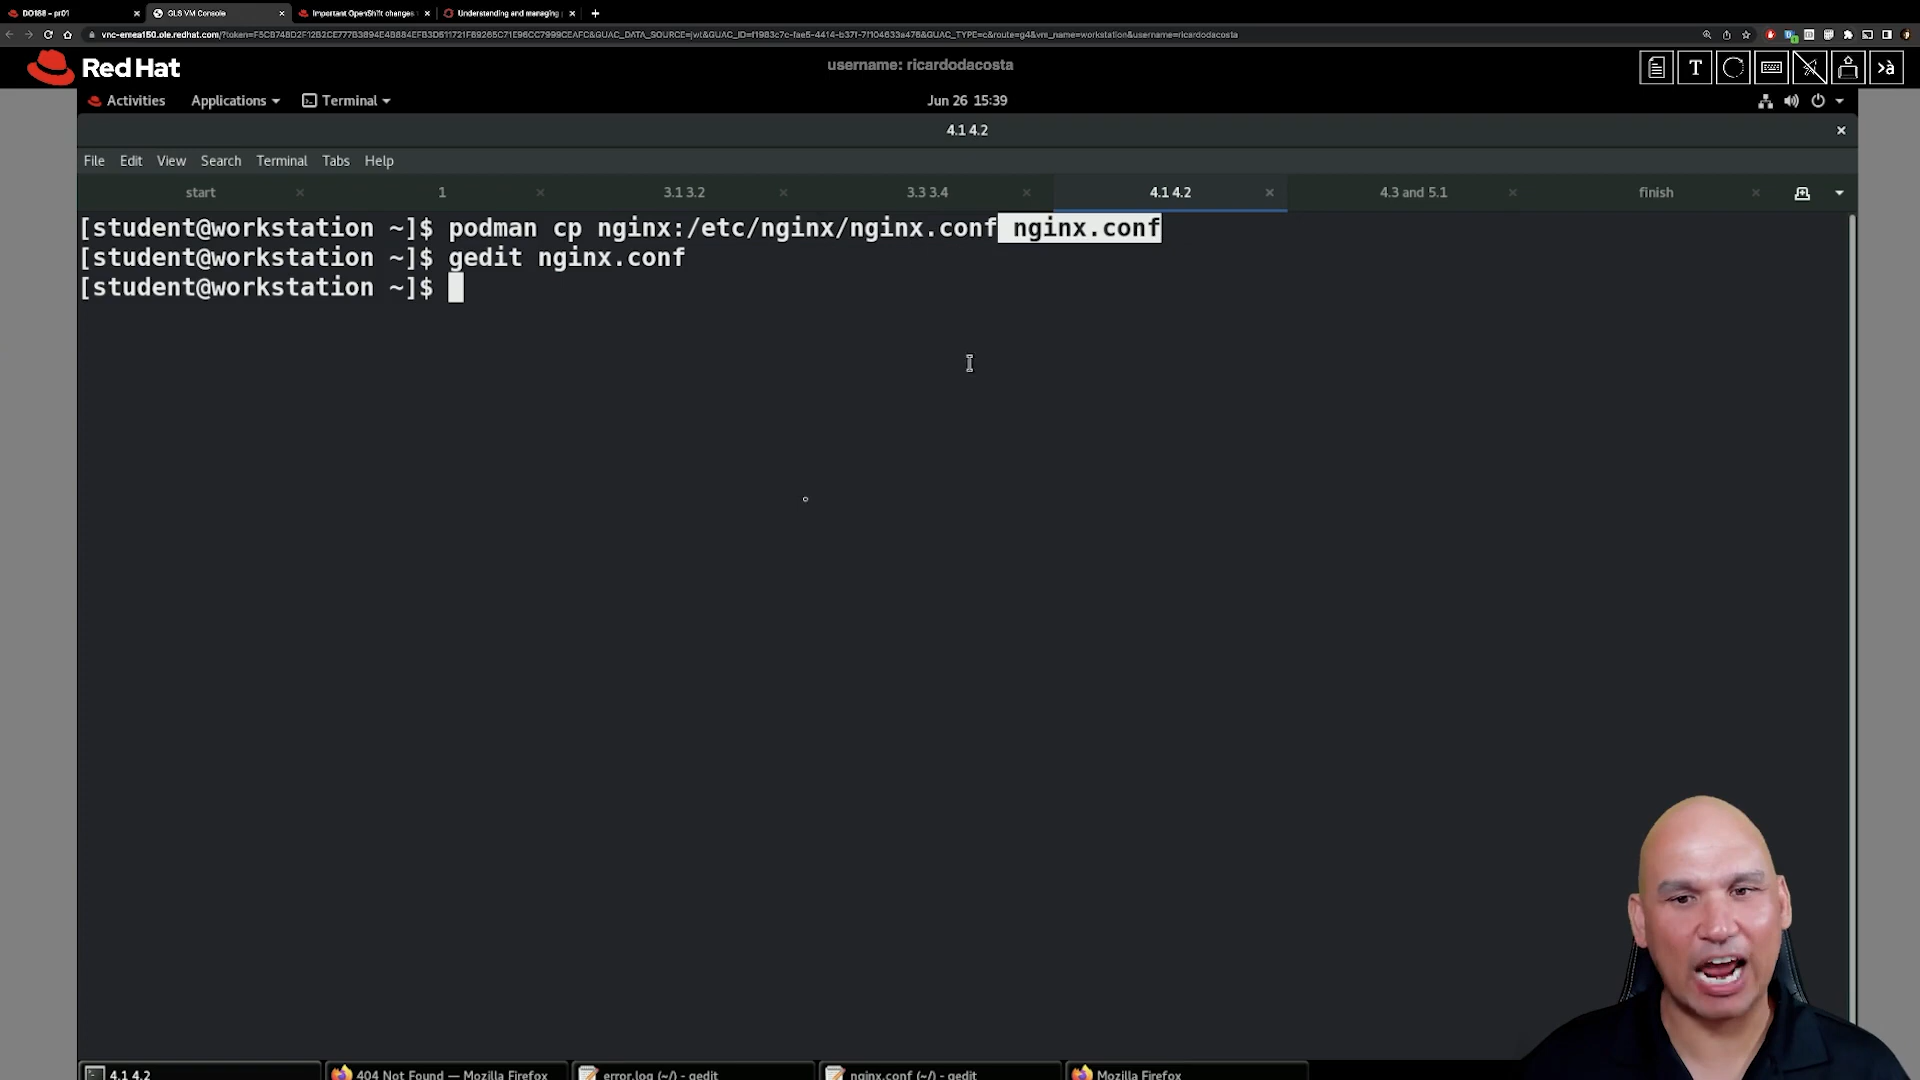 DO188 - pr01
GLS VM Console
Important OpenShift changes
Understanding and managing
Red Hat
username: ricardodacosta
Activities Applications Terminal Jun 26 15:39
4.1 4.2
File Edit View Search Terminal Tabs Help
start 1 3.1 3.2 3.3 3.4 4.1 4.2 4.3 and 5.1 finish
[student@workstation ~]$ podman cp nginx:/etc/nginx/nginx.conf nginx.conf
[student@workstation ~]$ gedit nginx.conf
[student@workstation ~]$
4.1 4.2 404 Not Found — Mozilla Firefox error.log (~/) - gedit nginx.conf (~/) - gedit Mozilla Firefox